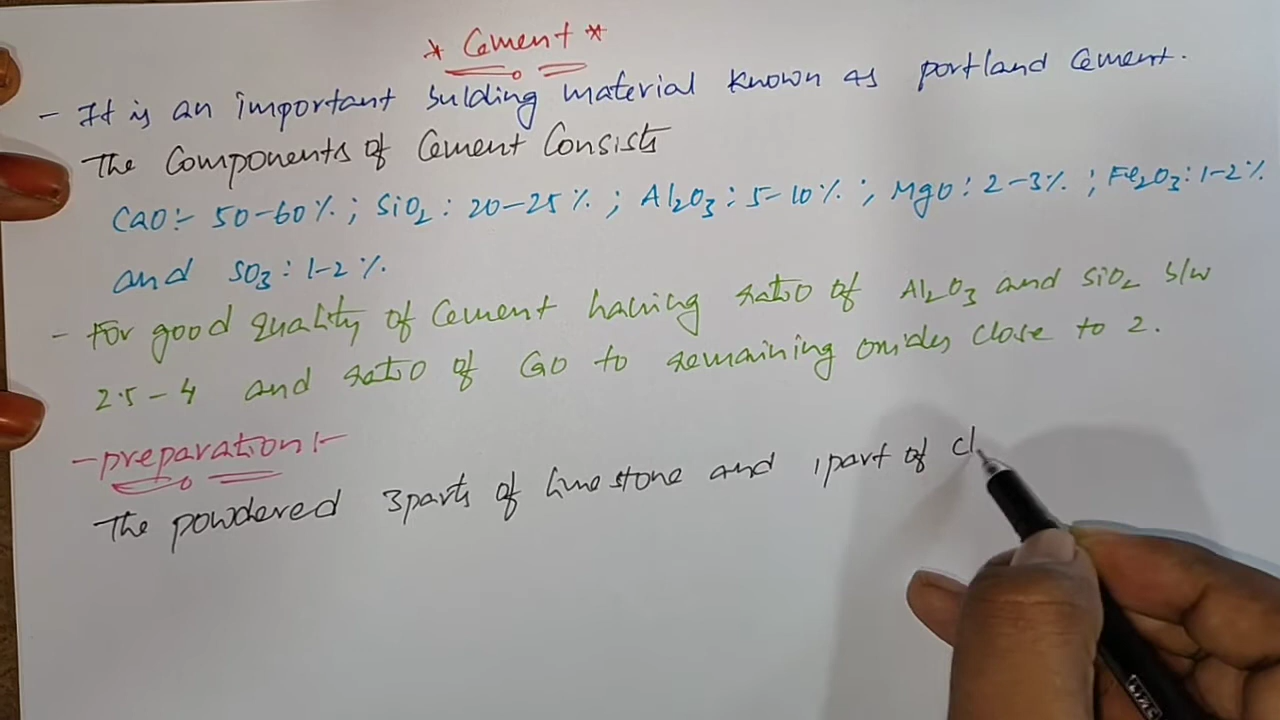 * Cement *
- It is an important building material known as portland cement.
The Components of Cement Consists
CaO:- 50-60%; SiO2: 20-25%; Al2O3: 5-10%; MgO: 2-3%; Fe2O3: 1-2%
and SO3: 1-2%
- For good quality of Cement having ratio of Al2O3 and SiO2 b/w
2.5-4 and ratio of CaO to remaining oxides close to 2.
- preparation:-
The powdered 3parts of limestone and 1part of cl